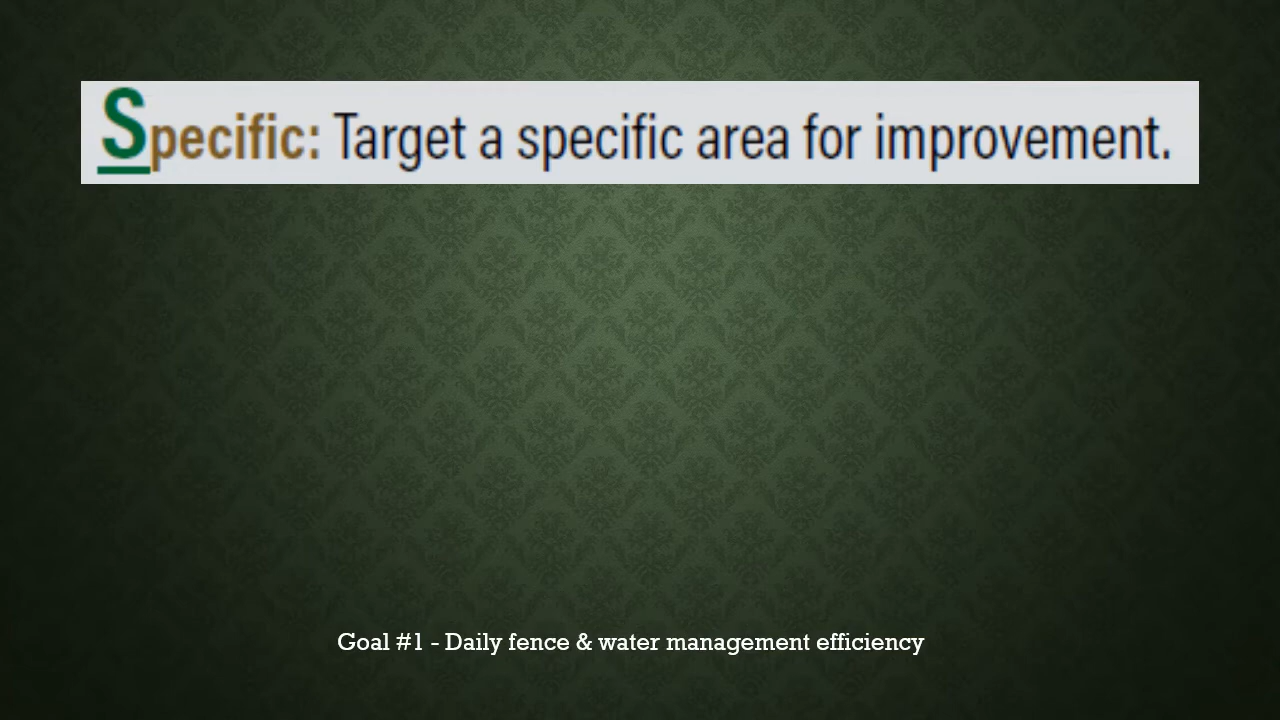 Specific: Target a specific area for improvement.
Goal #1 - Daily fence & water management efficiency